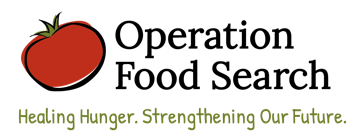 Operation
Food Search
Healing Hunger. Strengthening Our Future.